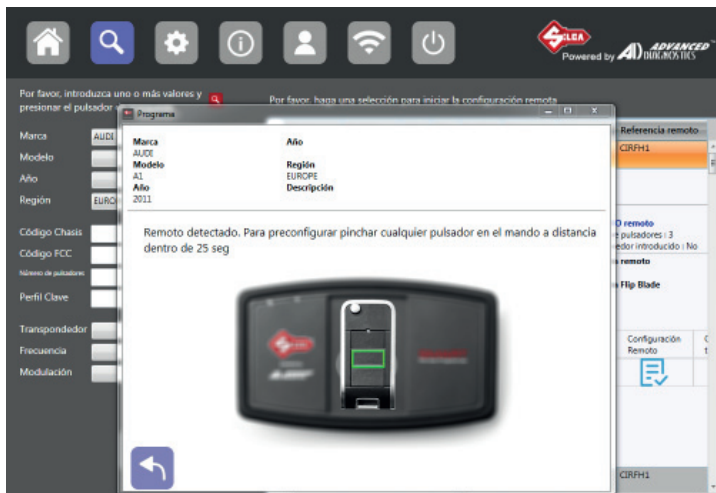 SILCA
Powered by AD ADVANCED DIAGNOSTICS
Por favor, introduzca uno o más valores y
presionar el pulsador
Por favor, haga una selección para iniciar la configuración remota
Marca
AUDI
Modelo
Año
Región
EURO
Código Chasis
Código FCC
Número de pulsadores
Perfil Clave
Transpondedor
Frecuencia
Modulación
Programa
Marca
Año
AUDI
Modelo
Región
A1
EUROPE
Año
Descripción
2011
Remoto detectado. Para preconfigurar pinchar cualquier pulsador en el mando a distancia
dentro de 25 seg
Referencia remoto
CIRFH1
O remoto
e pulsadores : 3
edor introducido : No
remoto
Flip Blade
Configuración
Remoto
CIRFH1